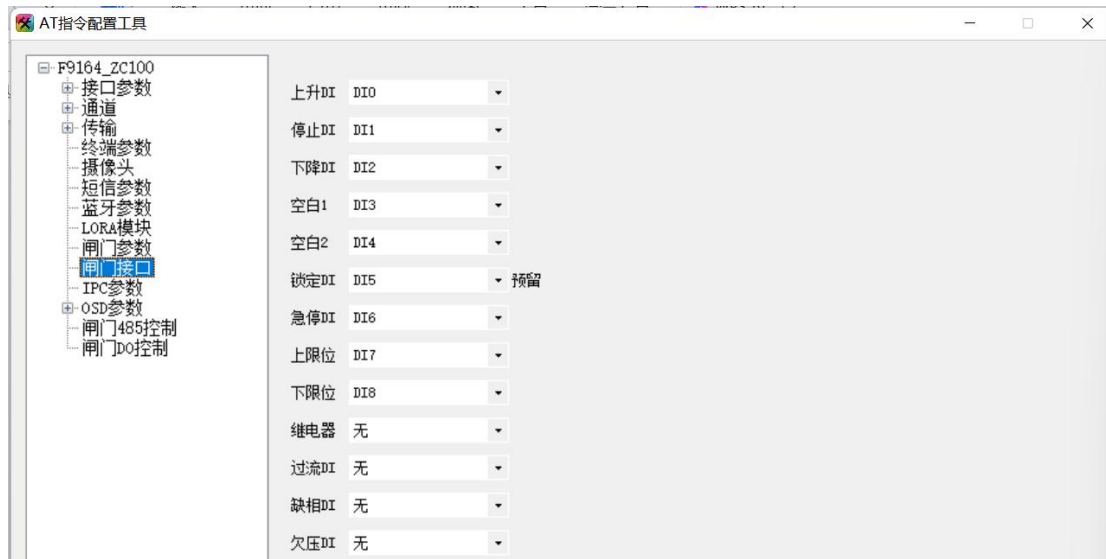 AT指令配置工具
F9164_ZC100
接口参数
通道
传输
终端参数
摄像头
短信参数
蓝牙参数
LORA模块
闸门参数
闸门接口
IPC参数
OSD参数
闸门485控制
闸门DO控制
上升DI DI0
停止DI DI1
下降DI DI2
空白1 DI3
空白2 DI4
锁定DI DI5 预留
急停DI DI6
上限位 DI7
下限位 DI8
继电器 无
过流DI 无
缺相DI 无
欠压DI 无